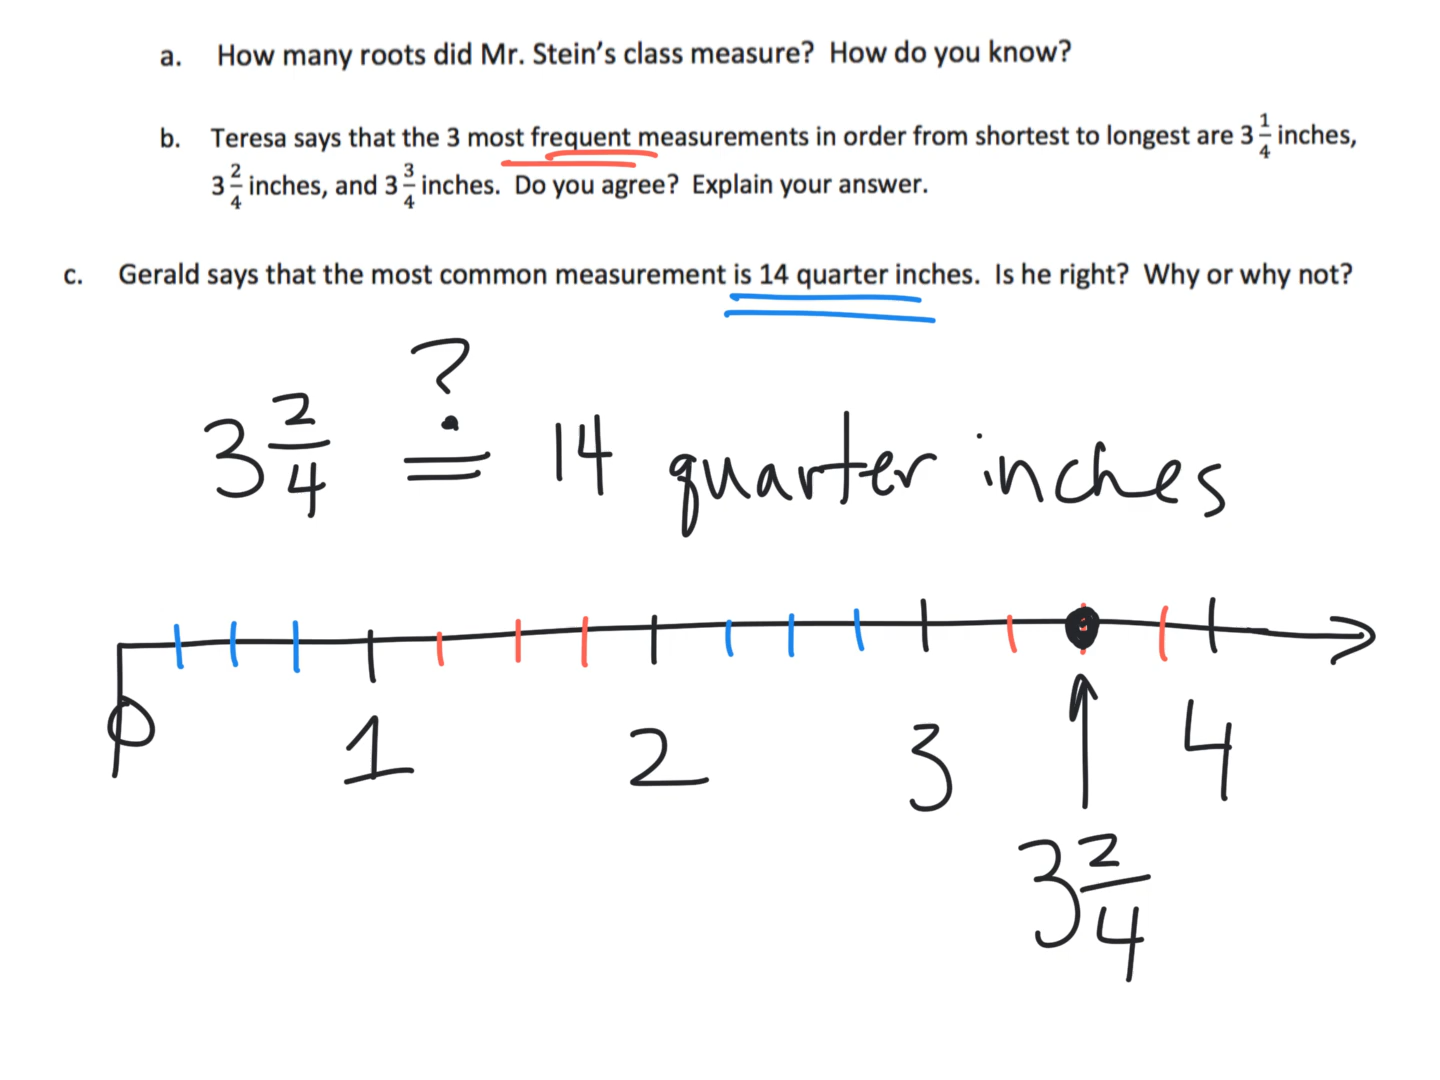 a. How many roots did Mr. Stein's class measure? How do you know?
b. Teresa says that the 3 most frequent measurements in order from shortest to longest are 3 1/4 inches,
3 2/4 inches, and 3 3/4 inches. Do you agree? Explain your answer.
c. Gerald says that the most common measurement is 14 quarter inches. Is he right? Why or why not?
3 2/4 ?= 14 quarter inches
0 1 2 3 4
3 2/4